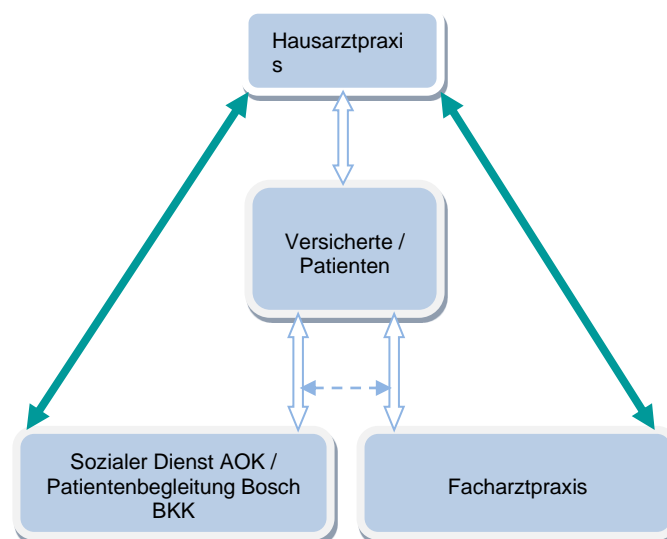 Hausarztpraxi
s
Versicherte /
Patienten
Sozialer Dienst AOK /
Patientenbegleitung Bosch
BKK
Facharztpraxis